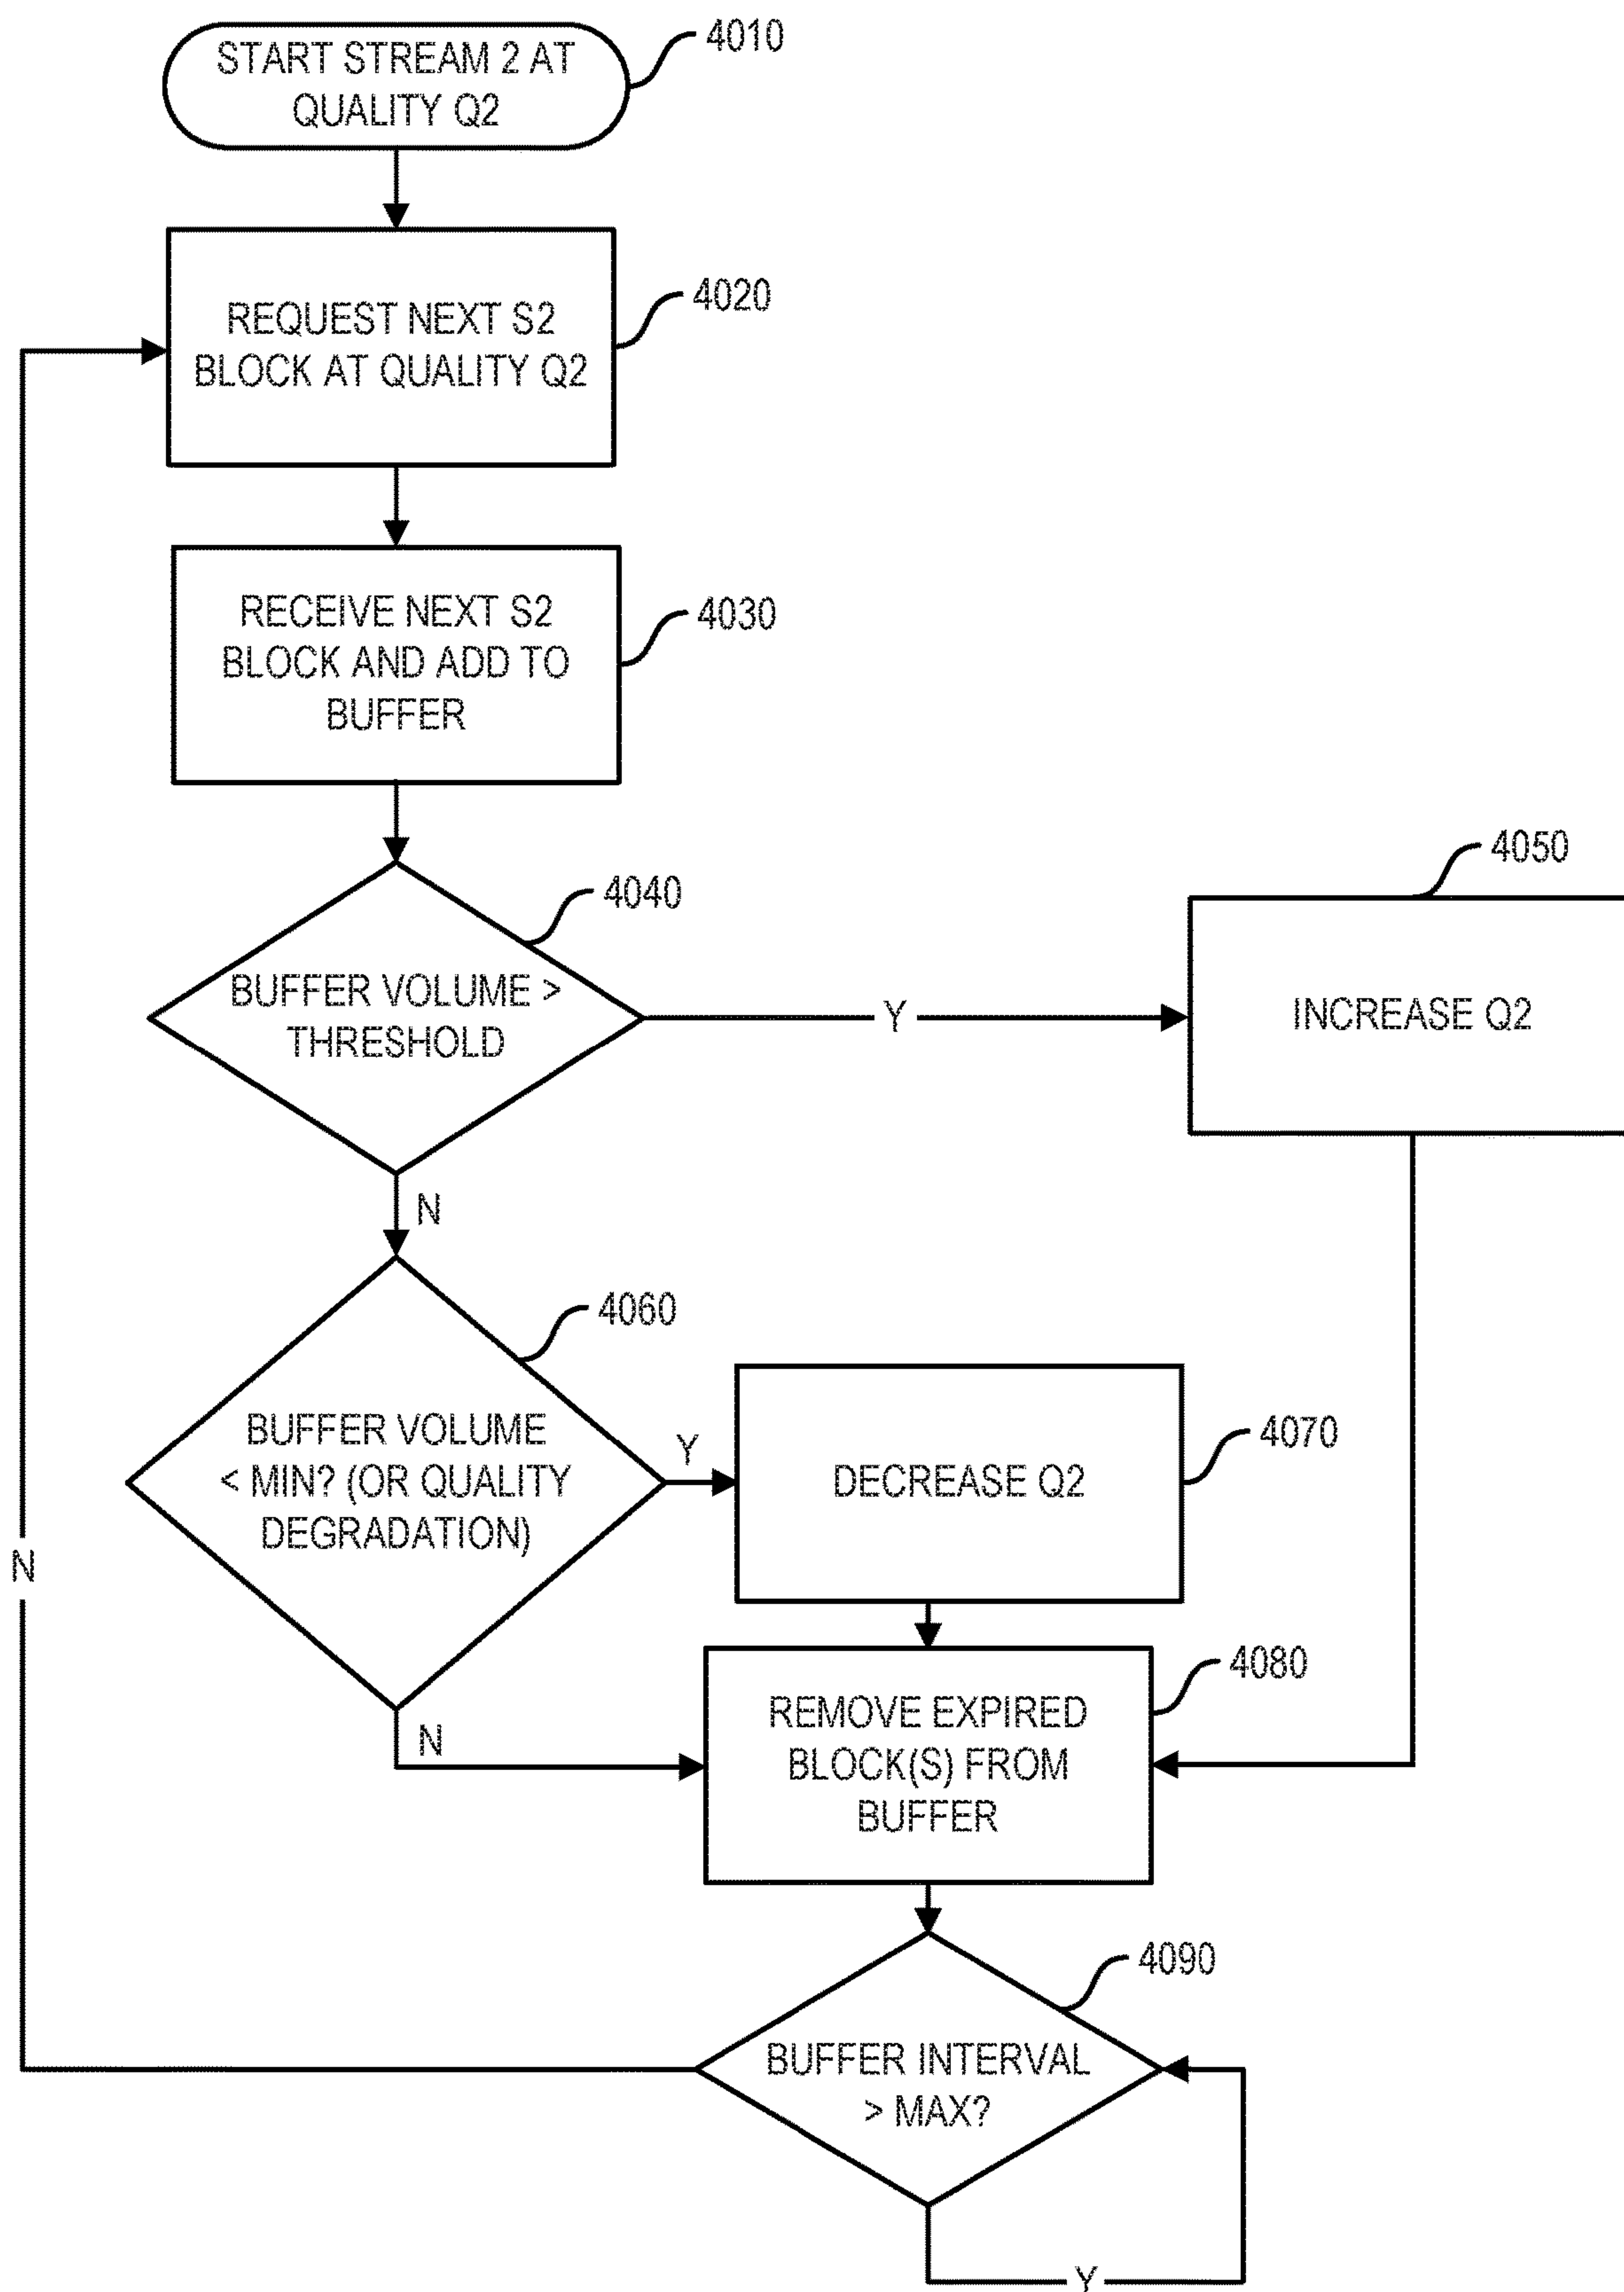 START STREAM 2 AT
QUALITY Q2
4010
REQUEST NEXT S2
BLOCK AT QUALITY Q2
4020
RECEIVE NEXT S2
BLOCK AND ADD TO
BUFFER
4030
4040
BUFFER VOLUME >
THRESHOLD
Y
4050
INCREASE Q2
N
4060
BUFFER VOLUME
< MIN? (OR QUALITY
DEGRADATION)
Y
DECREASE Q2
4070
N
N
REMOVE EXPIRED
BLOCK(S) FROM
BUFFER
4080
4090
BUFFER INTERVAL
> MAX?
Y